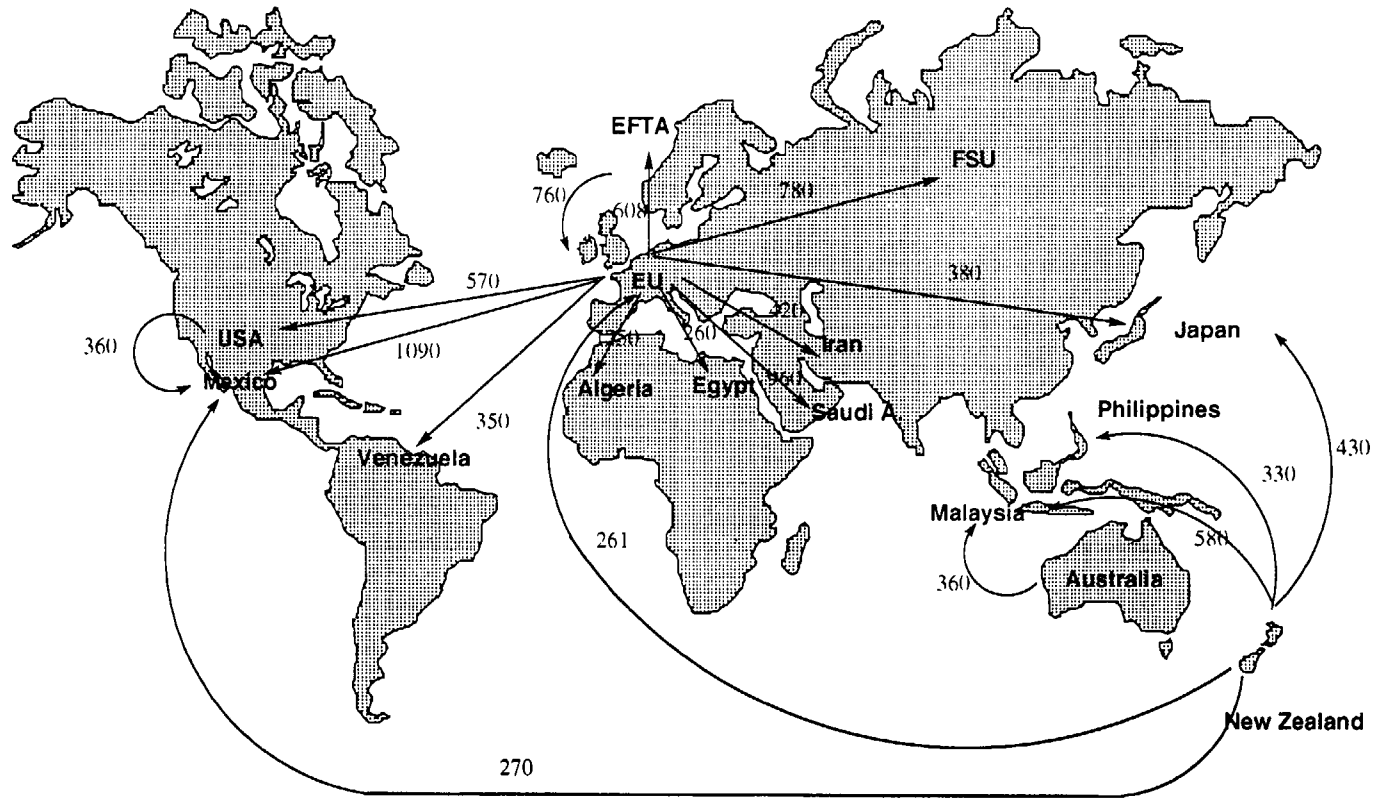 EFTA
FSU
760
780
608
380
570
EU
USA
420
Japan
360
1090
260
Iran
Mexico
Algeria
Egypt
Saudi A.
Philippines
350
430
Venezuela
330
Malaysia
261
580
360
Australia
New Zealand
270